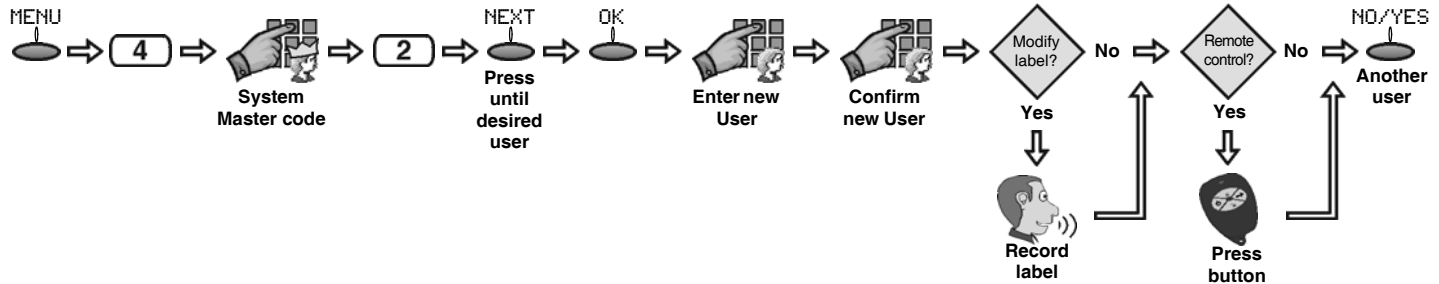 MENU
4
System
Master code
2
NEXT
Press
until
desired
user
OK
Enter new
User
Confirm
new User
Modify
label?
No
Yes
Record
label
Remote
control?
No
Yes
Press
button
NO/YES
Another
user